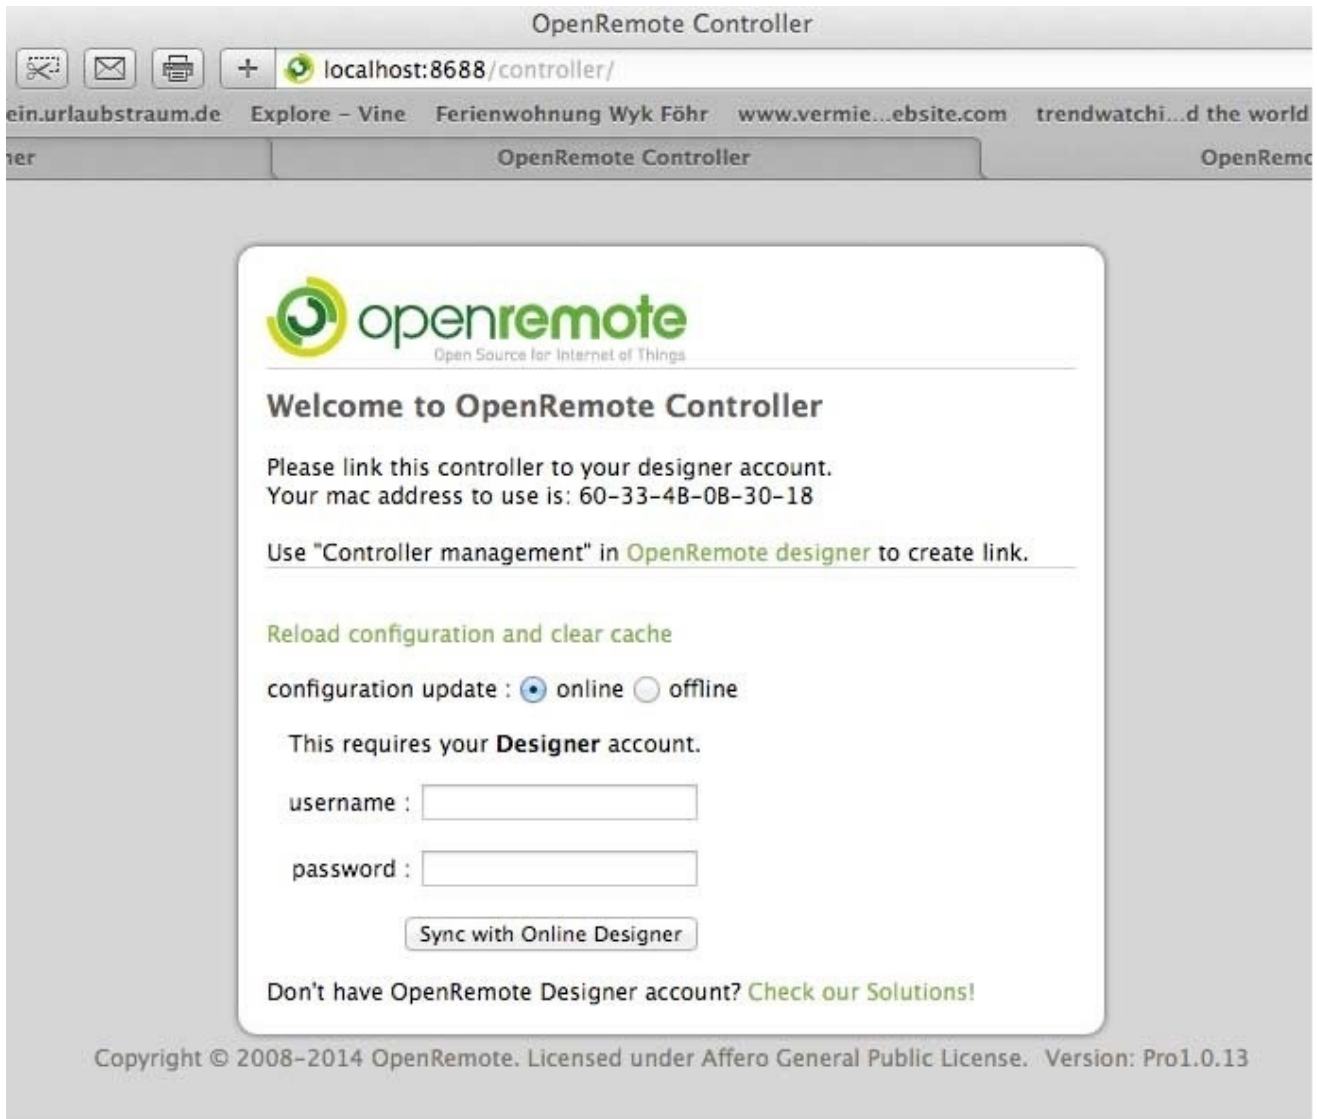 OpenRemote Controller
localhost:8688/controller/
ein.urlaubstraum.de Explore – Vine Ferienwohnung Wyk Föhr www.vermie...ebsite.com trendwatchi...d the world
ner OpenRemote Controller OpenRemo
openremote
Open Source for Internet of Things
Welcome to OpenRemote Controller
Please link this controller to your designer account.
Your mac address to use is: 60-33-4B-0B-30-18
Use "Controller management" in OpenRemote designer to create link.
Reload configuration and clear cache
configuration update : online offline
This requires your Designer account.
username :
password :
Sync with Online Designer
Don't have OpenRemote Designer account? Check our Solutions!
Copyright © 2008-2014 OpenRemote. Licensed under Affero General Public License. Version: Pro1.0.13